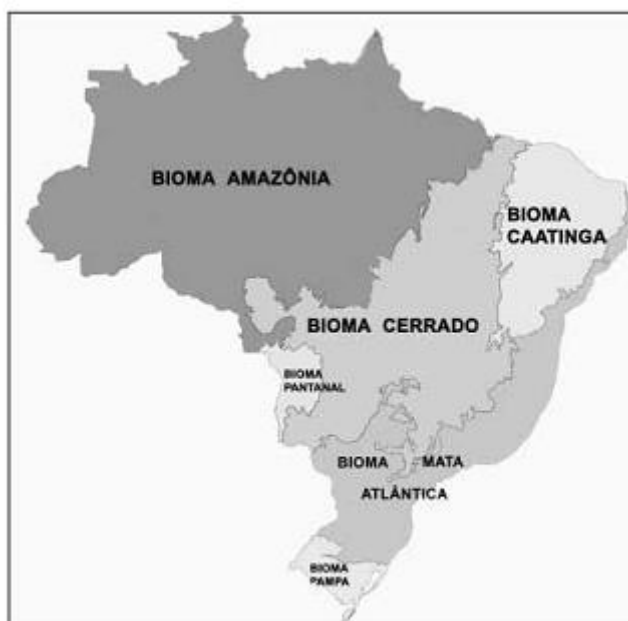 BIOMA AMAZÔNIA
BIOMA
CAATINGA
BIOMA CERRADO
BIOMA
PANTANAL
BIOMA MATA
ATLÂNTICA
BIOMA
PAMPA